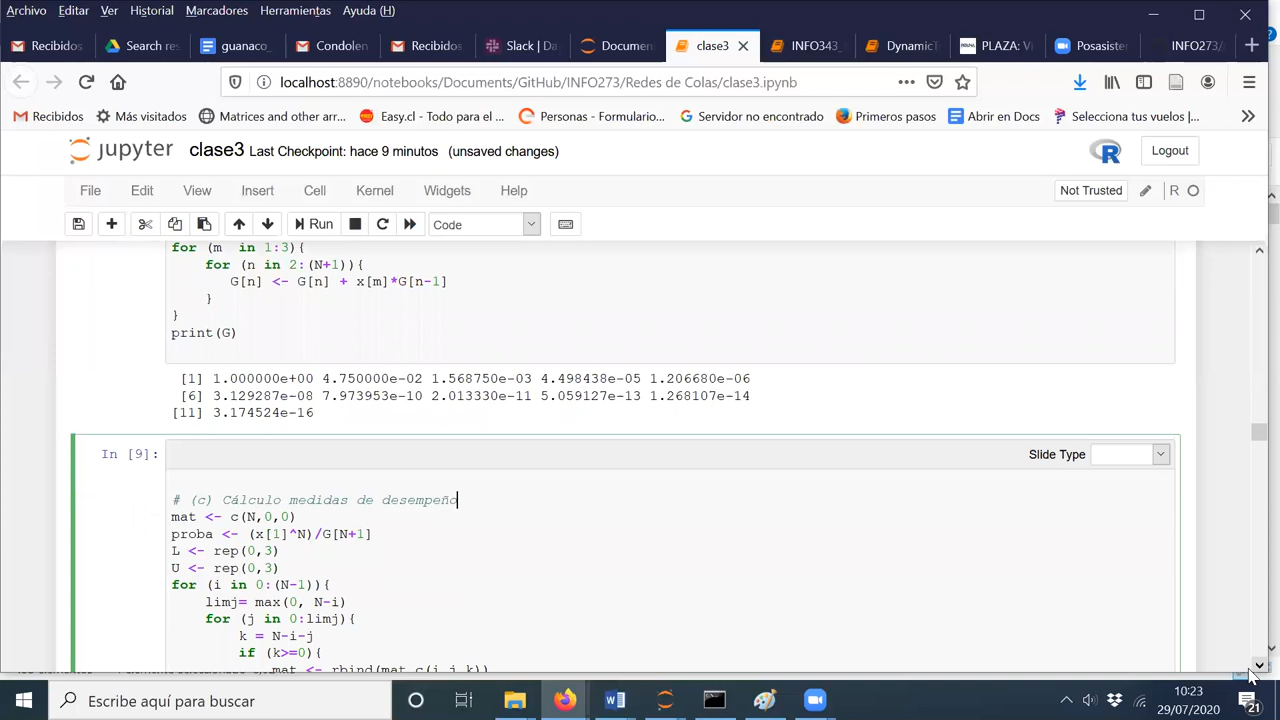 Archivo Editar Ver Historial Marcadores Herramientas Ayuda (H)
Recibidos Search re guanaco_ Condolen Recibidos Slack | Da Documen clase3 INFO343_ DynamicT PLAZA: Vi Posasiste INFO273/
localhost:8890/notebooks/Documents/GitHub/INFO273/Redes de Colas/clase3.ipynb
Recibidos Más visitados Matrices and other arr... Easy.cl - Todo para el ... Personas - Formulario... Servidor no encontrado Primeros pasos Abrir en Docs Selecciona tus vuelos |...
jupyter clase3 Last Checkpoint: hace 9 minutos (unsaved changes) R Logout
File Edit View Insert Cell Kernel Widgets Help Not Trusted R
Run Code
for (m in 1:3){
for (n in 2:(N+1)){
G[n] <- G[n] + x[m]*G[n-1]
}
}
print(G)
[1] 1.000000e+00 4.750000e-02 1.568750e-03 4.498438e-05 1.206680e-06
[6] 3.129287e-08 7.973953e-10 2.013330e-11 5.059127e-13 1.268107e-14
[11] 3.174524e-16
In [9]: Slide Type
# (c) Cálculo medidas de desempeño
mat <- c(N,0,0)
proba <- (x[1]^N)/G[N+1]
L <- rep(0,3)
U <- rep(0,3)
for (i in 0:(N-1)){
limj= max(0, N-i)
for (j in 0:limj){
k = N-i-j
if (k>=0){
mat <- rbind(mat,c(i,j,k))
Escribe aquí para buscar
10:23
29/07/2020
21